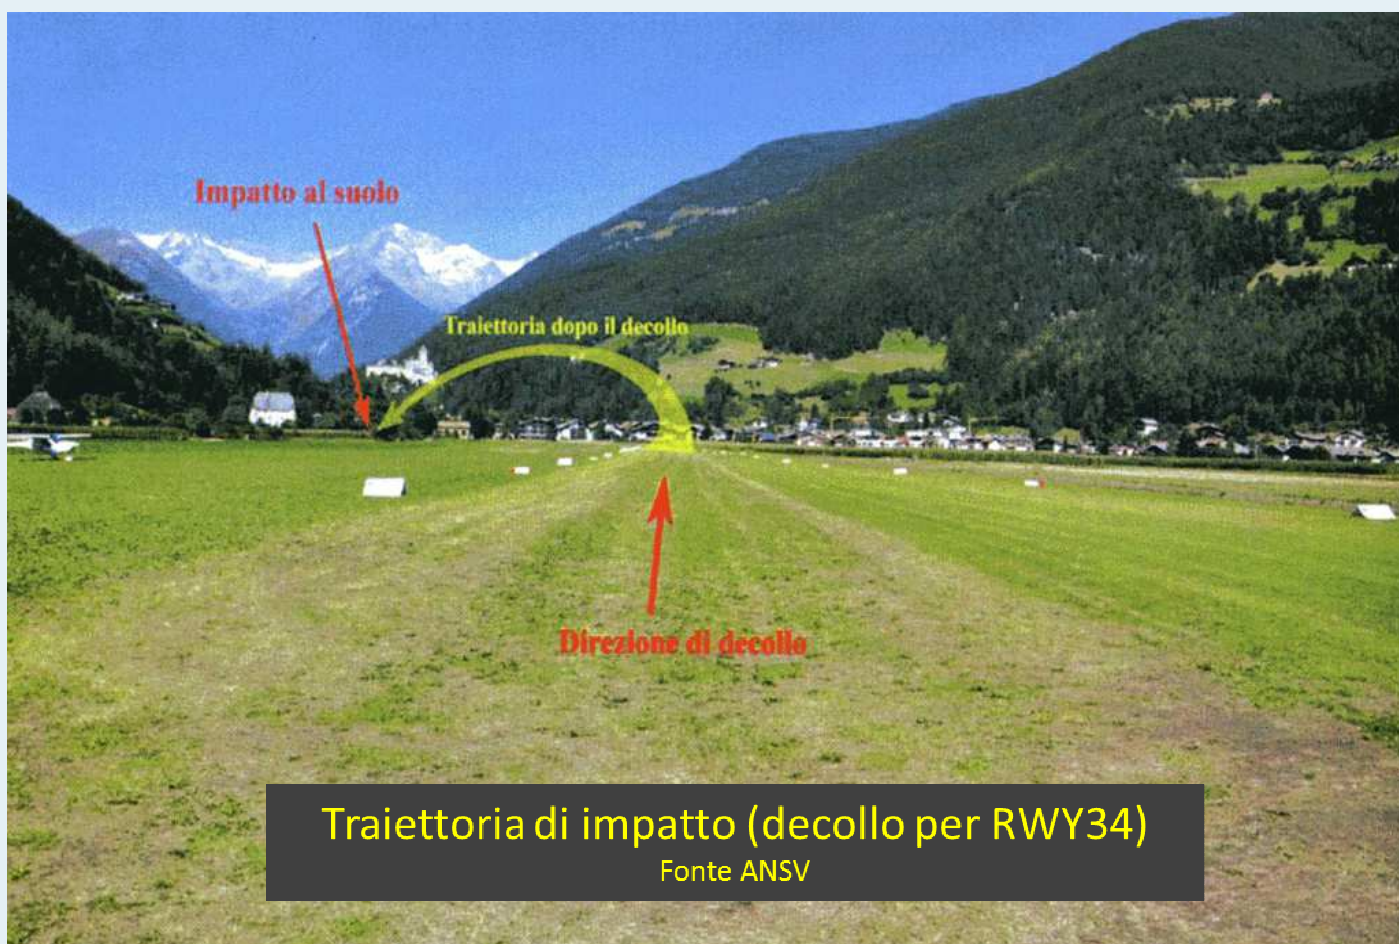 Impatto al suolo
Traiettoria dopo il decollo
Direzione di decollo
Traiettoria di impatto (decollo per RWY34)
Fonte ANSV